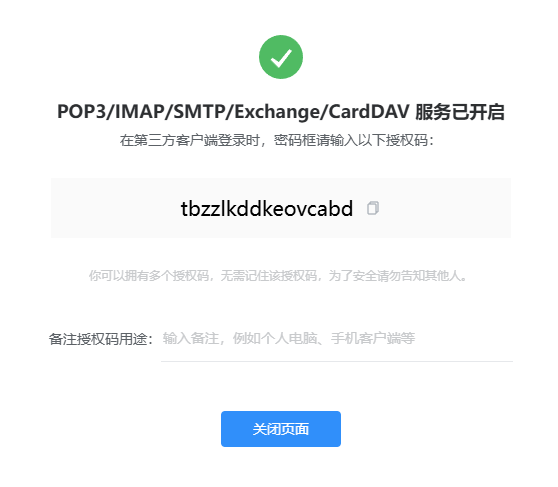 POP3/IMAP/SMTP/Exchange/CardDAV 服务已开启
在第三方客户端登录时，密码框请输入以下授权码：
tbzzlkddkeovcabd
你可以拥有多个授权码，无需记住该授权码，为了安全请勿告知其他人。
备注授权码用途： 输入备注，例如个人电脑、手机客户端等
关闭页面